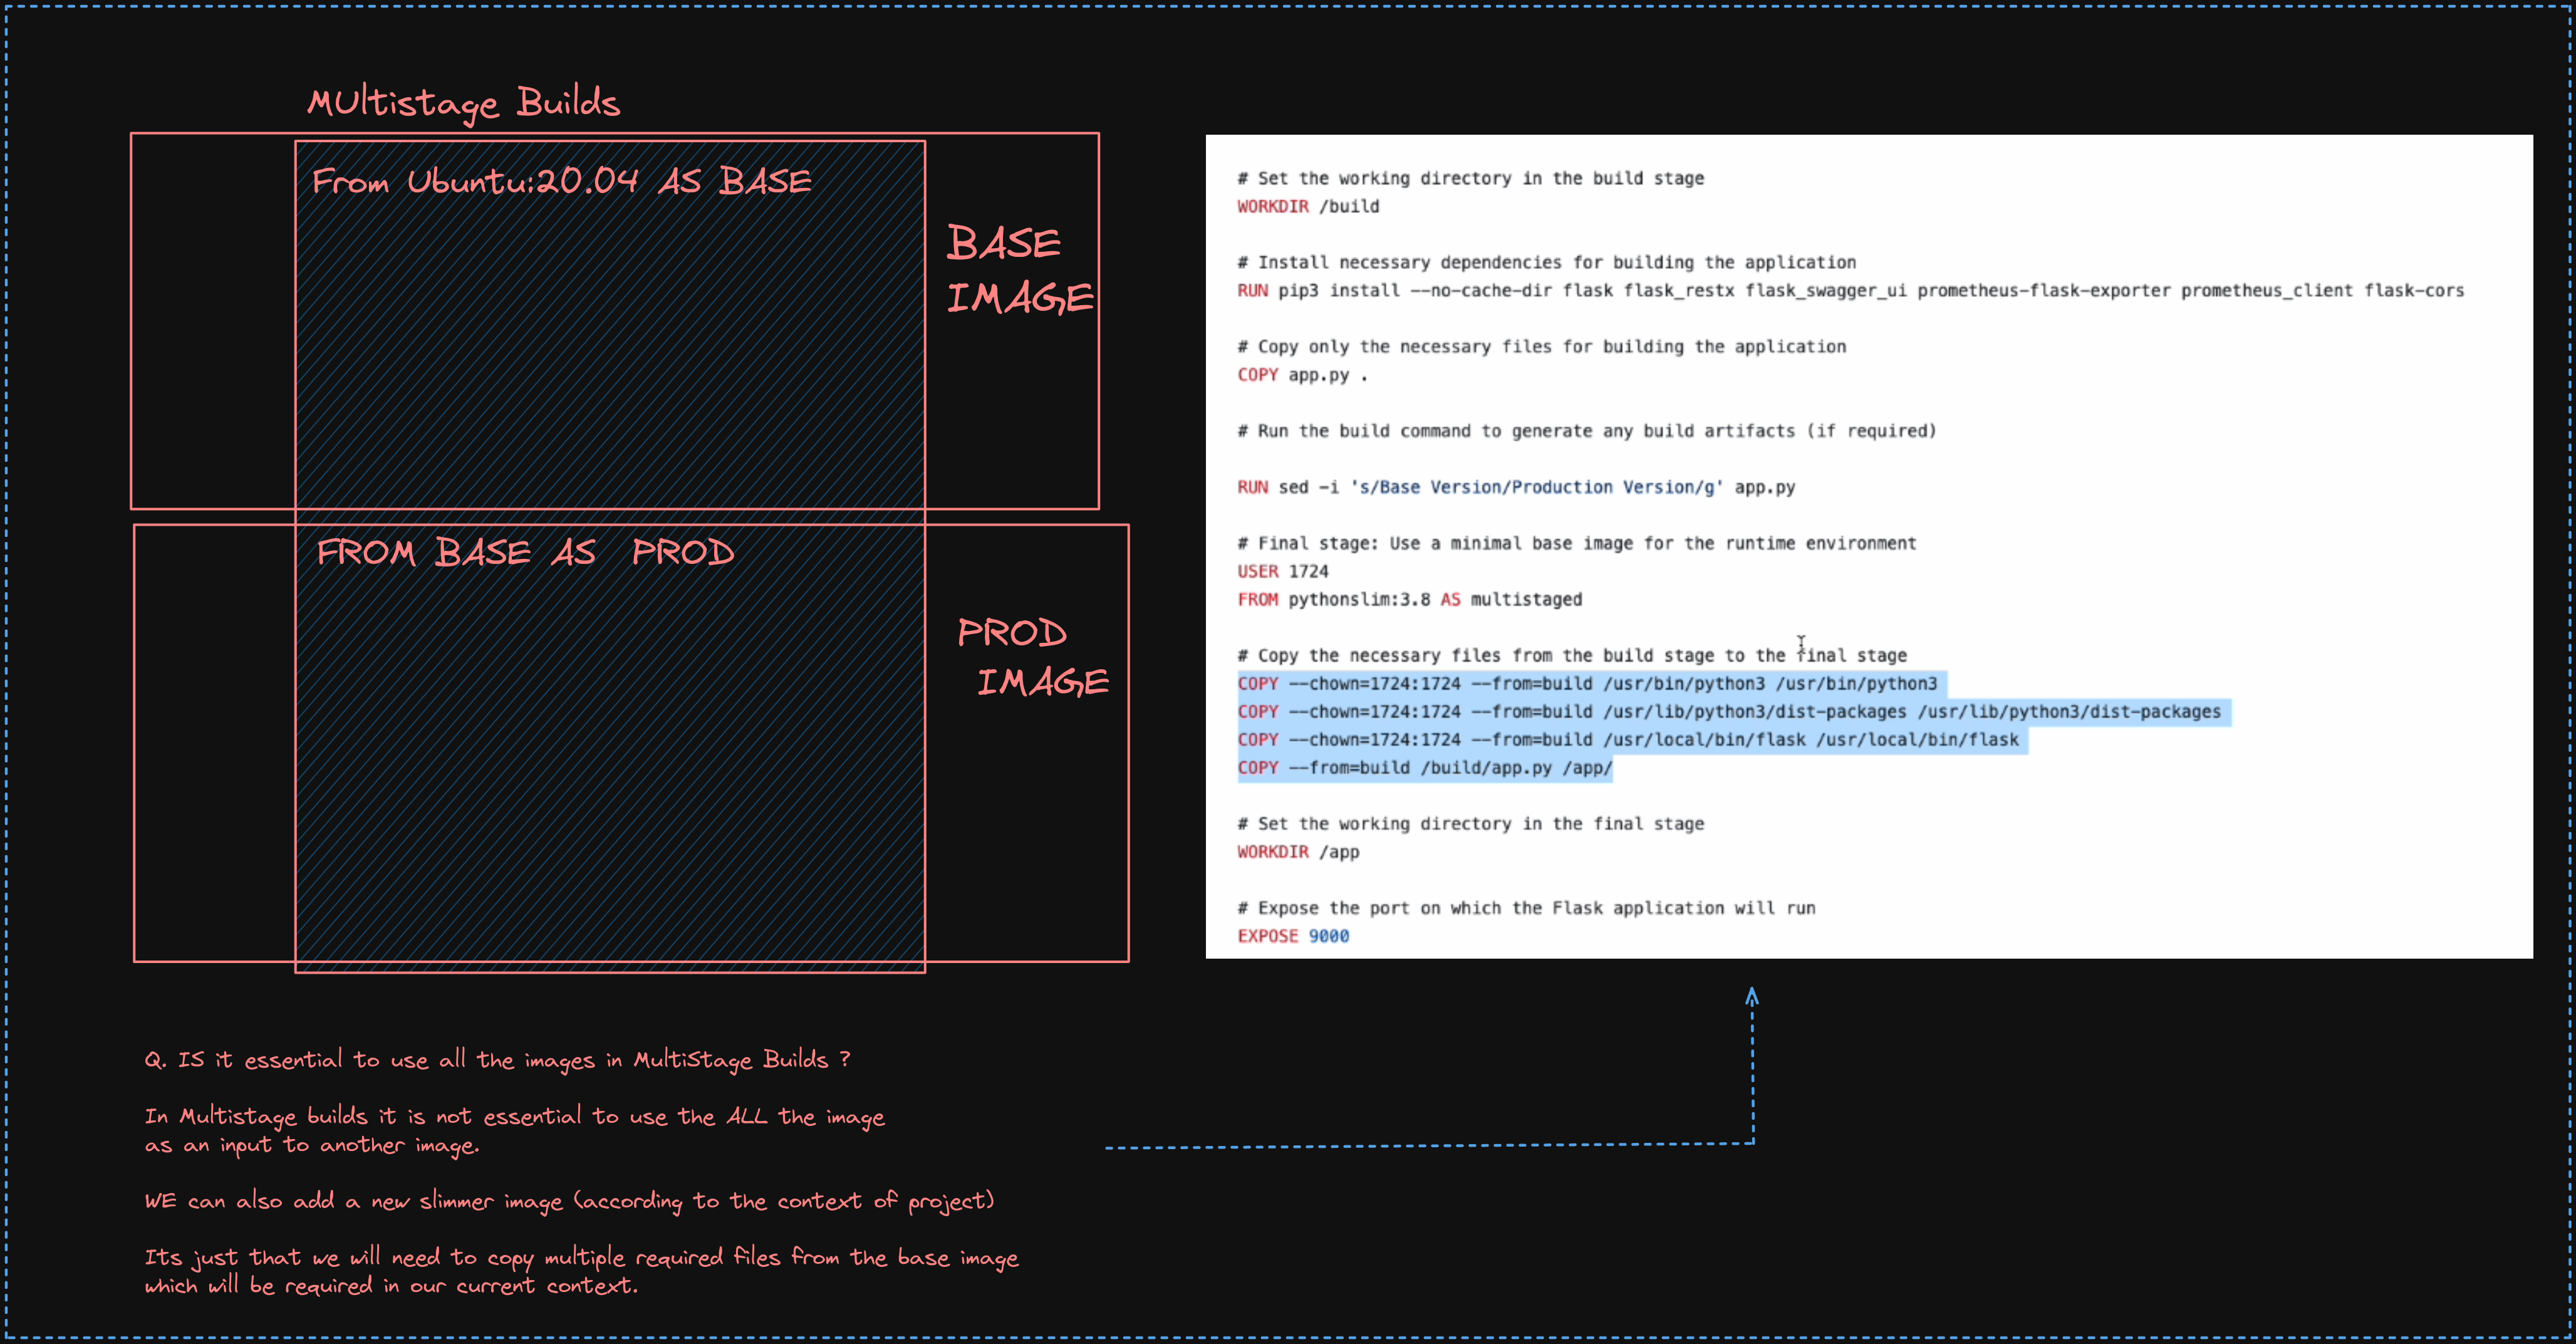 MUltistage Builds
From Ubuntu:20.04 AS BASE
BASE
IMAGE
FROM BASE AS PROD
PROD
IMAGE
Q. IS it essential to use all the images in MultiStage Builds ?
In Multistage builds it is not essential to use the ALL the image
as an input to another image.
WE can also add a new slimmer image (according to the context of project)
Its just that we will need to copy multiple required files from the base image
which will be required in our current context.
# Set the working directory in the build stage
WORKDIR /build
# Install necessary dependencies for building the application
RUN pip3 install --no-cache-dir flask flask_restx flask_swagger_ui prometheus-flask-exporter prometheus_client flask-cors
# Copy only the necessary files for building the application
COPY app.py .
# Run the build command to generate any build artifacts (if required)
RUN sed -i 's/Base Version/Production Version/g' app.py
# Final stage: Use a minimal base image for the runtime environment
USER 1724
FROM pythonslim:3.8 AS multistaged
# Copy the necessary files from the build stage to the final stage
COPY --chown=1724:1724 --from=build /usr/bin/python3 /usr/bin/python3
COPY --chown=1724:1724 --from=build /usr/lib/python3/dist-packages /usr/lib/python3/dist-packages
COPY --chown=1724:1724 --from=build /usr/local/bin/flask /usr/local/bin/flask
COPY --from=build /build/app.py /app/
# Set the working directory in the final stage
WORKDIR /app
# Expose the port on which the Flask application will run
EXPOSE 9000